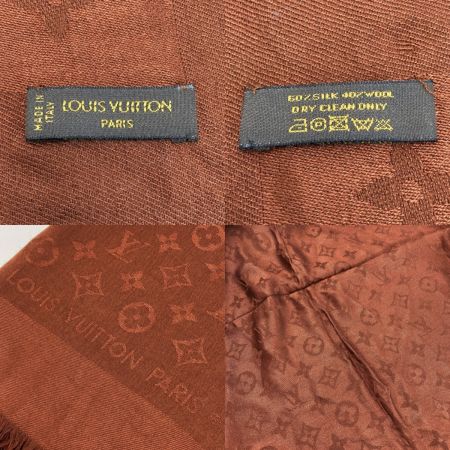 MADE IN
ITALY
LOUIS VUITTON
PARIS
60%SILK 40%WOOL
DRY CLEAN ONLY
LOUIS VUITTON PARIS